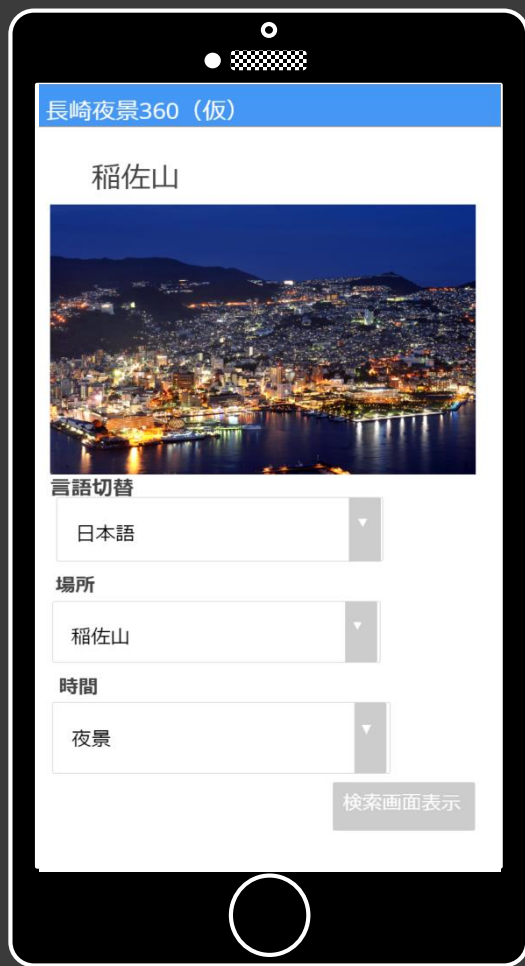 長崎夜景360（仮）
稲佐山
言語切替
日本語
場所
稲佐山
時間
夜景
検索画面表示